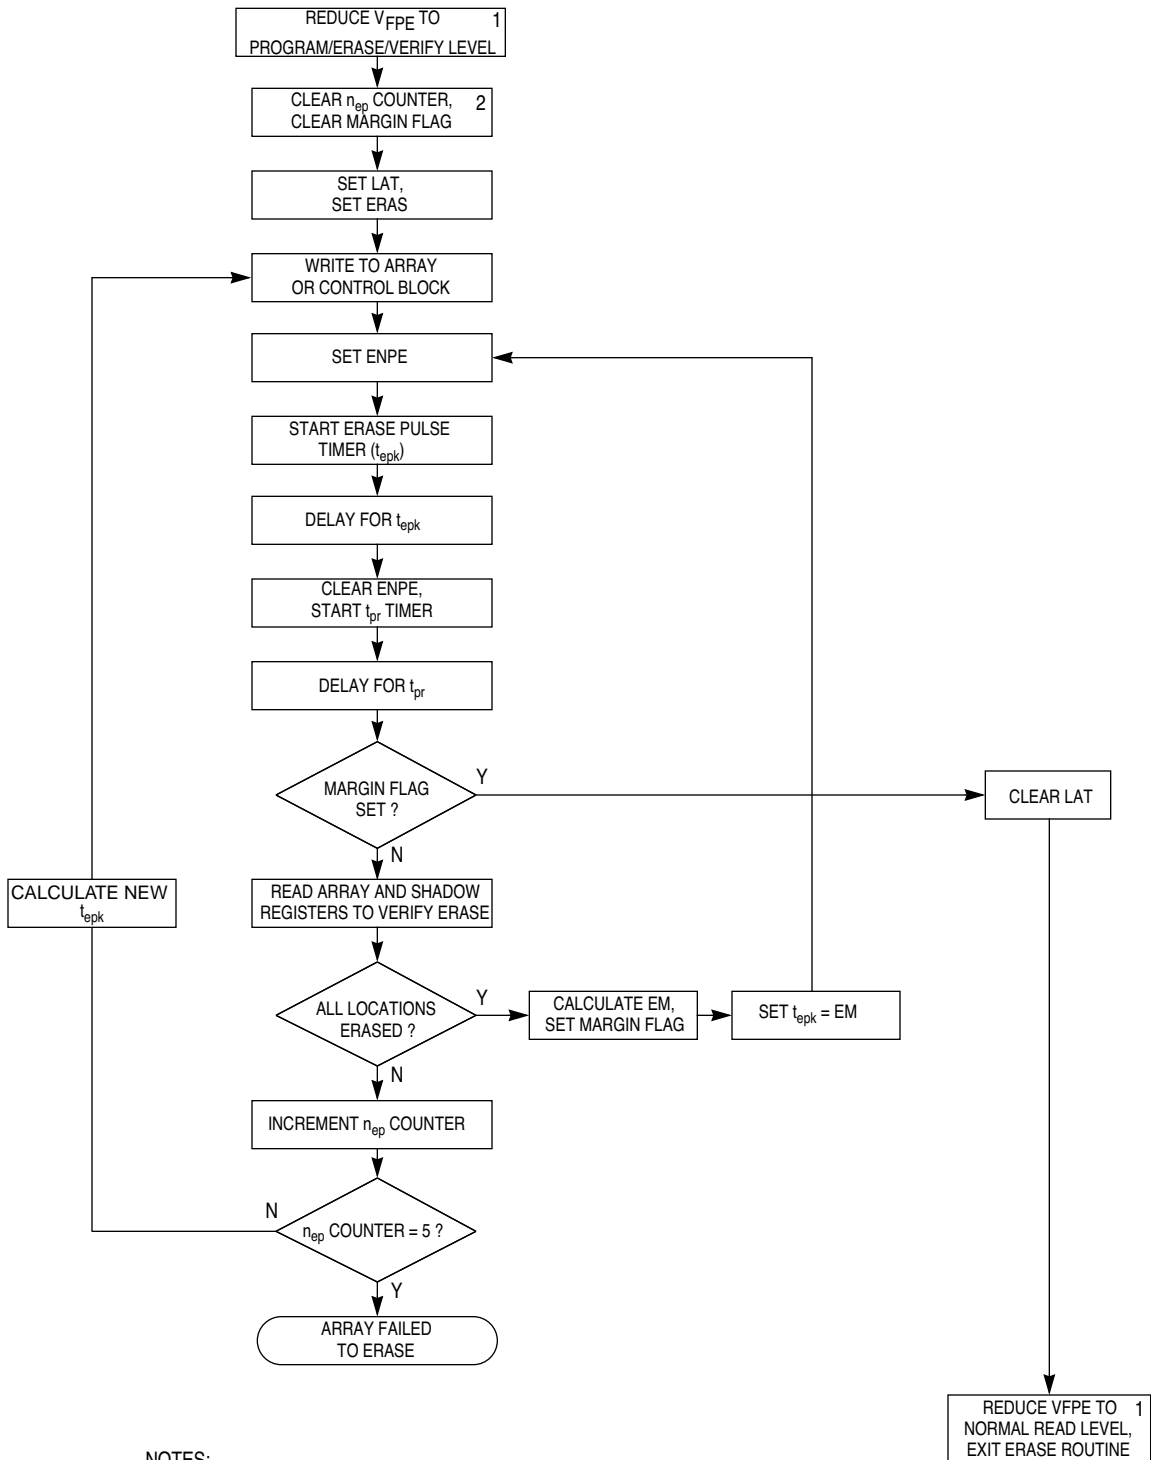 REDUCE VFPE TO 1
PROGRAM/ERASE/VERIFY LEVEL
CLEAR nep COUNTER, 2
CLEAR MARGIN FLAG
SET LAT,
SET ERAS
WRITE TO ARRAY
OR CONTROL BLOCK
SET ENPE
START ERASE PULSE
TIMER (tepk)
DELAY FOR tepk
CLEAR ENPE,
START tpr TIMER
DELAY FOR tpr
MARGIN FLAG
SET ?
Y
CLEAR LAT
N
CALCULATE NEW
tepk
READ ARRAY AND SHADOW
REGISTERS TO VERIFY ERASE
ALL LOCATIONS
ERASED ?
Y
CALCULATE EM,
SET MARGIN FLAG
SET tepk = EM
N
INCREMENT nep COUNTER
N
nep COUNTER = 5 ?
Y
ARRAY FAILED
TO ERASE
REDUCE VFPE TO 1
NORMAL READ LEVEL,
EXIT ERASE ROUTINE
NOTES: